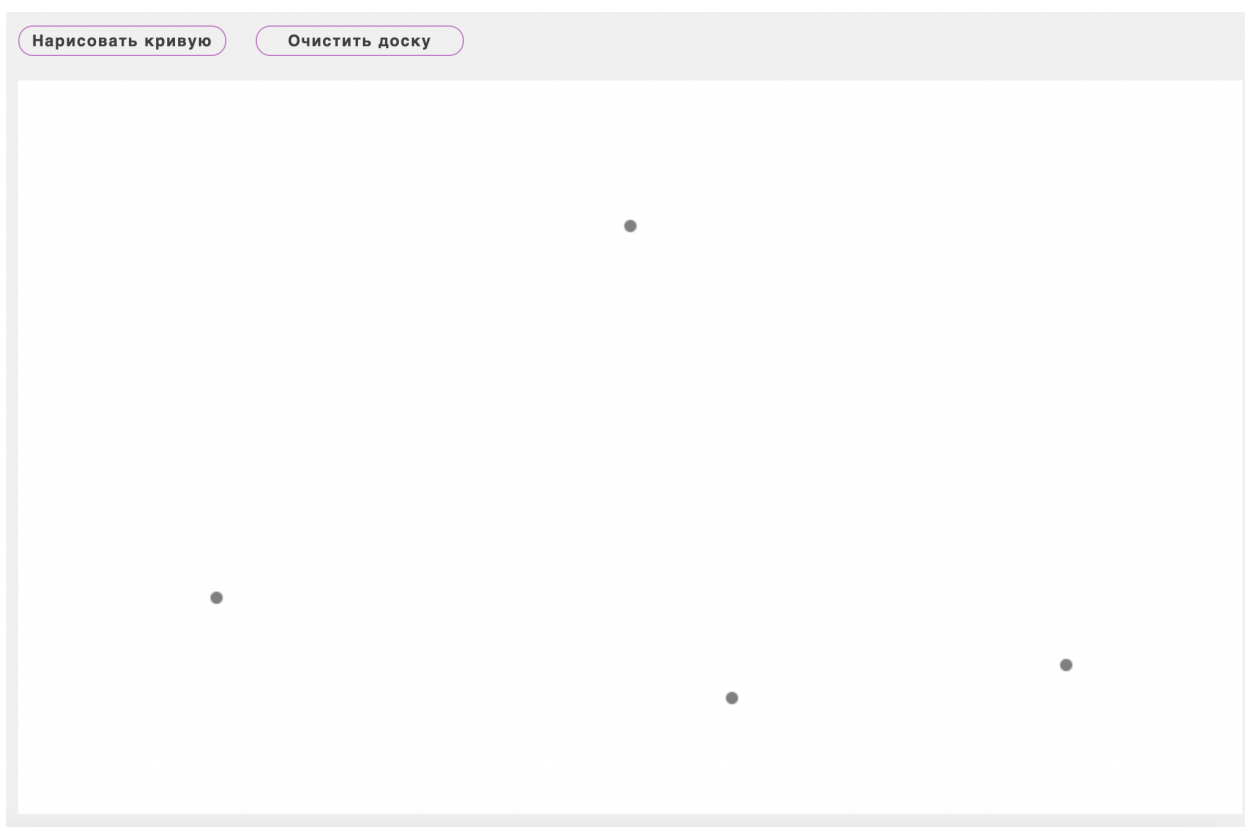 Нарисовать кривую
Очистить доску